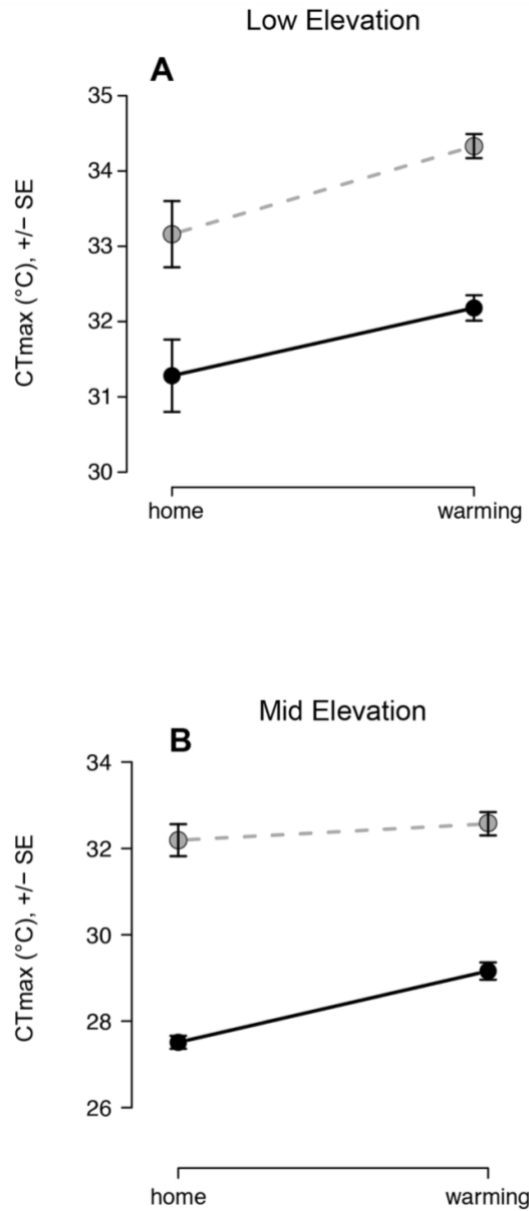 Low Elevation
A
35
34
33
32
31
30
CTmax (°C), +/− SE
home warming
Mid Elevation
B
34
32
30
28
26
CTmax (°C), +/− SE
home warming